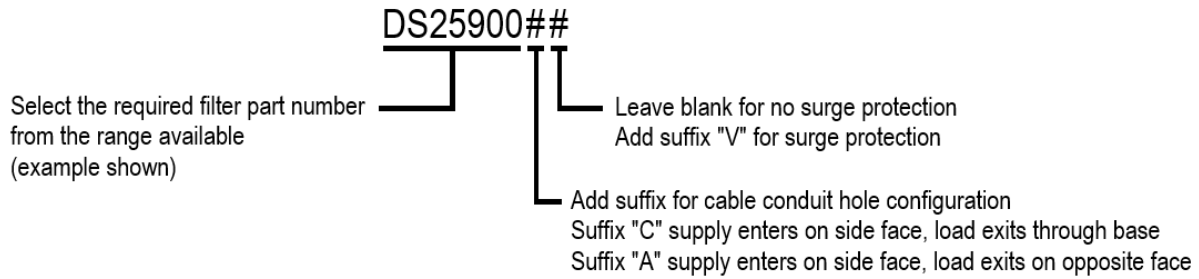 DS25900##
Select the required filter part number
from the range available
(example shown)
Leave blank for no surge protection
Add suffix "V" for surge protection
Add suffix for cable conduit hole configuration
Suffix "C" supply enters on side face, load exits through base
Suffix "A" supply enters on side face, load exits on opposite face